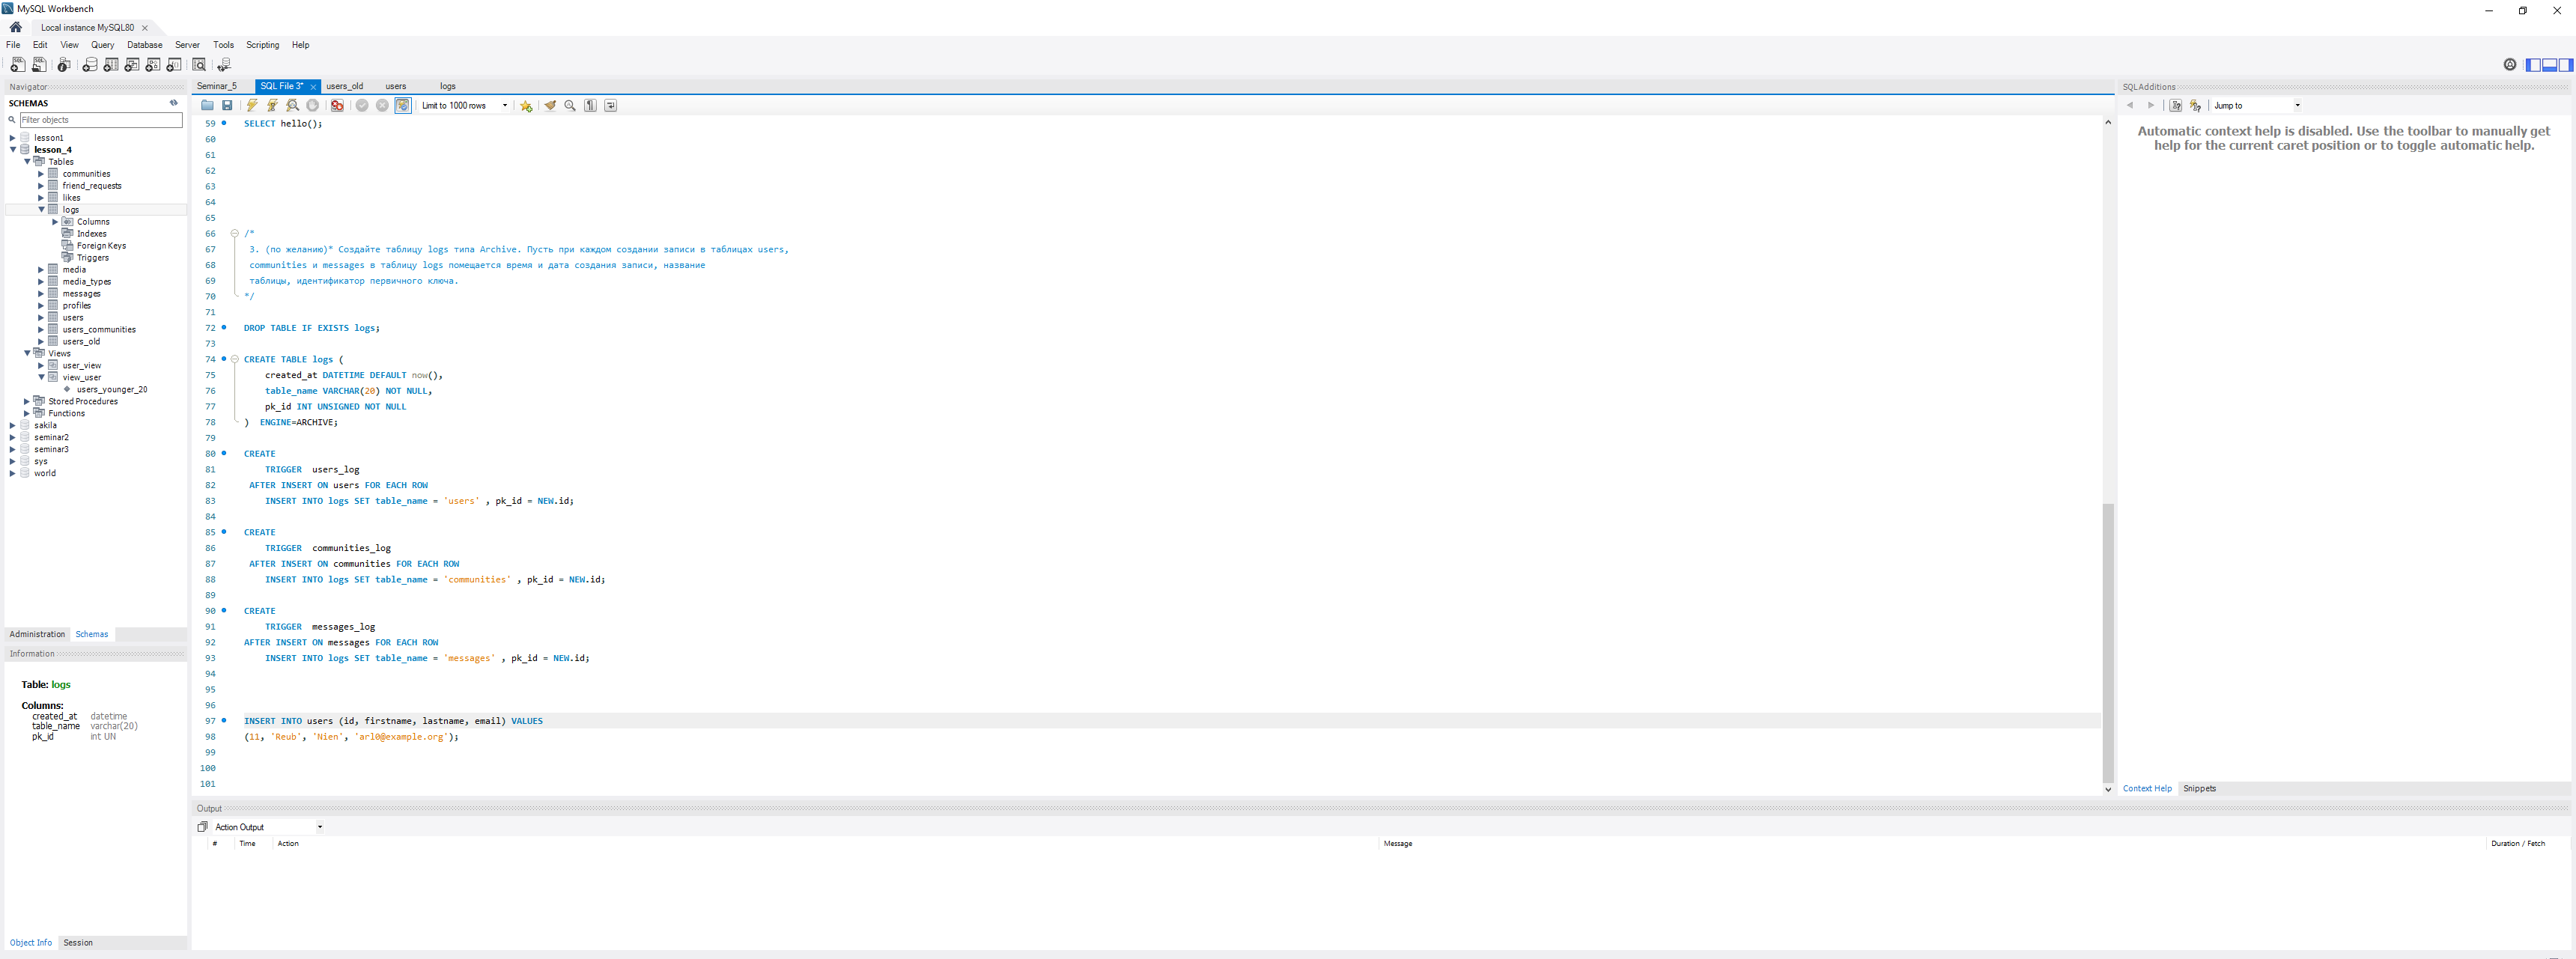 MySQL Workbench
Local instance MySQL80
File Edit View Query Database Server Tools Scripting Help
Navigator
SCHEMAS
Filter objects
lesson1
lesson_4
Tables
communities
friend_requests
likes
logs
Columns
Indexes
Foreign Keys
Triggers
media
media_types
messages
profiles
users
users_communities
users_old
Views
user_view
view_user
users_younger_20
Stored Procedures
Functions
sakila
seminar2
seminar3
sys
world
Administration Schemas
Information
Table: logs
Columns:
created_at datetime
table_name varchar(20)
pk_id int UN
Object Info Session
Seminar_5 SQL File 3* users_old users logs
Limit to 1000 rows
59 SELECT hello();
60
61
62
63
64
65
66 /*
67 3. (по желанию)* Создайте таблицу logs типа Archive. Пусть при каждом создании записи в таблицах users,
68 communities и messages в таблицу logs помещается время и дата создания записи, название
69 таблицы, идентификатор первичного ключа.
70 */
71
72 DROP TABLE IF EXISTS logs;
73
74 CREATE TABLE logs (
75 created_at DATETIME DEFAULT now(),
76 table_name VARCHAR(20) NOT NULL,
77 pk_id INT UNSIGNED NOT NULL
78 ) ENGINE=ARCHIVE;
79
80 CREATE
81 TRIGGER users_log
82 AFTER INSERT ON users FOR EACH ROW
83 INSERT INTO logs SET table_name = 'users' , pk_id = NEW.id;
84
85 CREATE
86 TRIGGER communities_log
87 AFTER INSERT ON communities FOR EACH ROW
88 INSERT INTO logs SET table_name = 'communities' , pk_id = NEW.id;
89
90 CREATE
91 TRIGGER messages_log
92 AFTER INSERT ON messages FOR EACH ROW
93 INSERT INTO logs SET table_name = 'messages' , pk_id = NEW.id;
94
95
96
97 INSERT INTO users (id, firstname, lastname, email) VALUES
98 (11, 'Reub', 'Nien', 'arl0@example.org');
99
100
101
Output
Action Output
# Time Action Message Duration / Fetch
SQLAdditions
Jump to
Automatic context help is disabled. Use the toolbar to manually get
help for the current caret position or to toggle automatic help.
Context Help Snippets